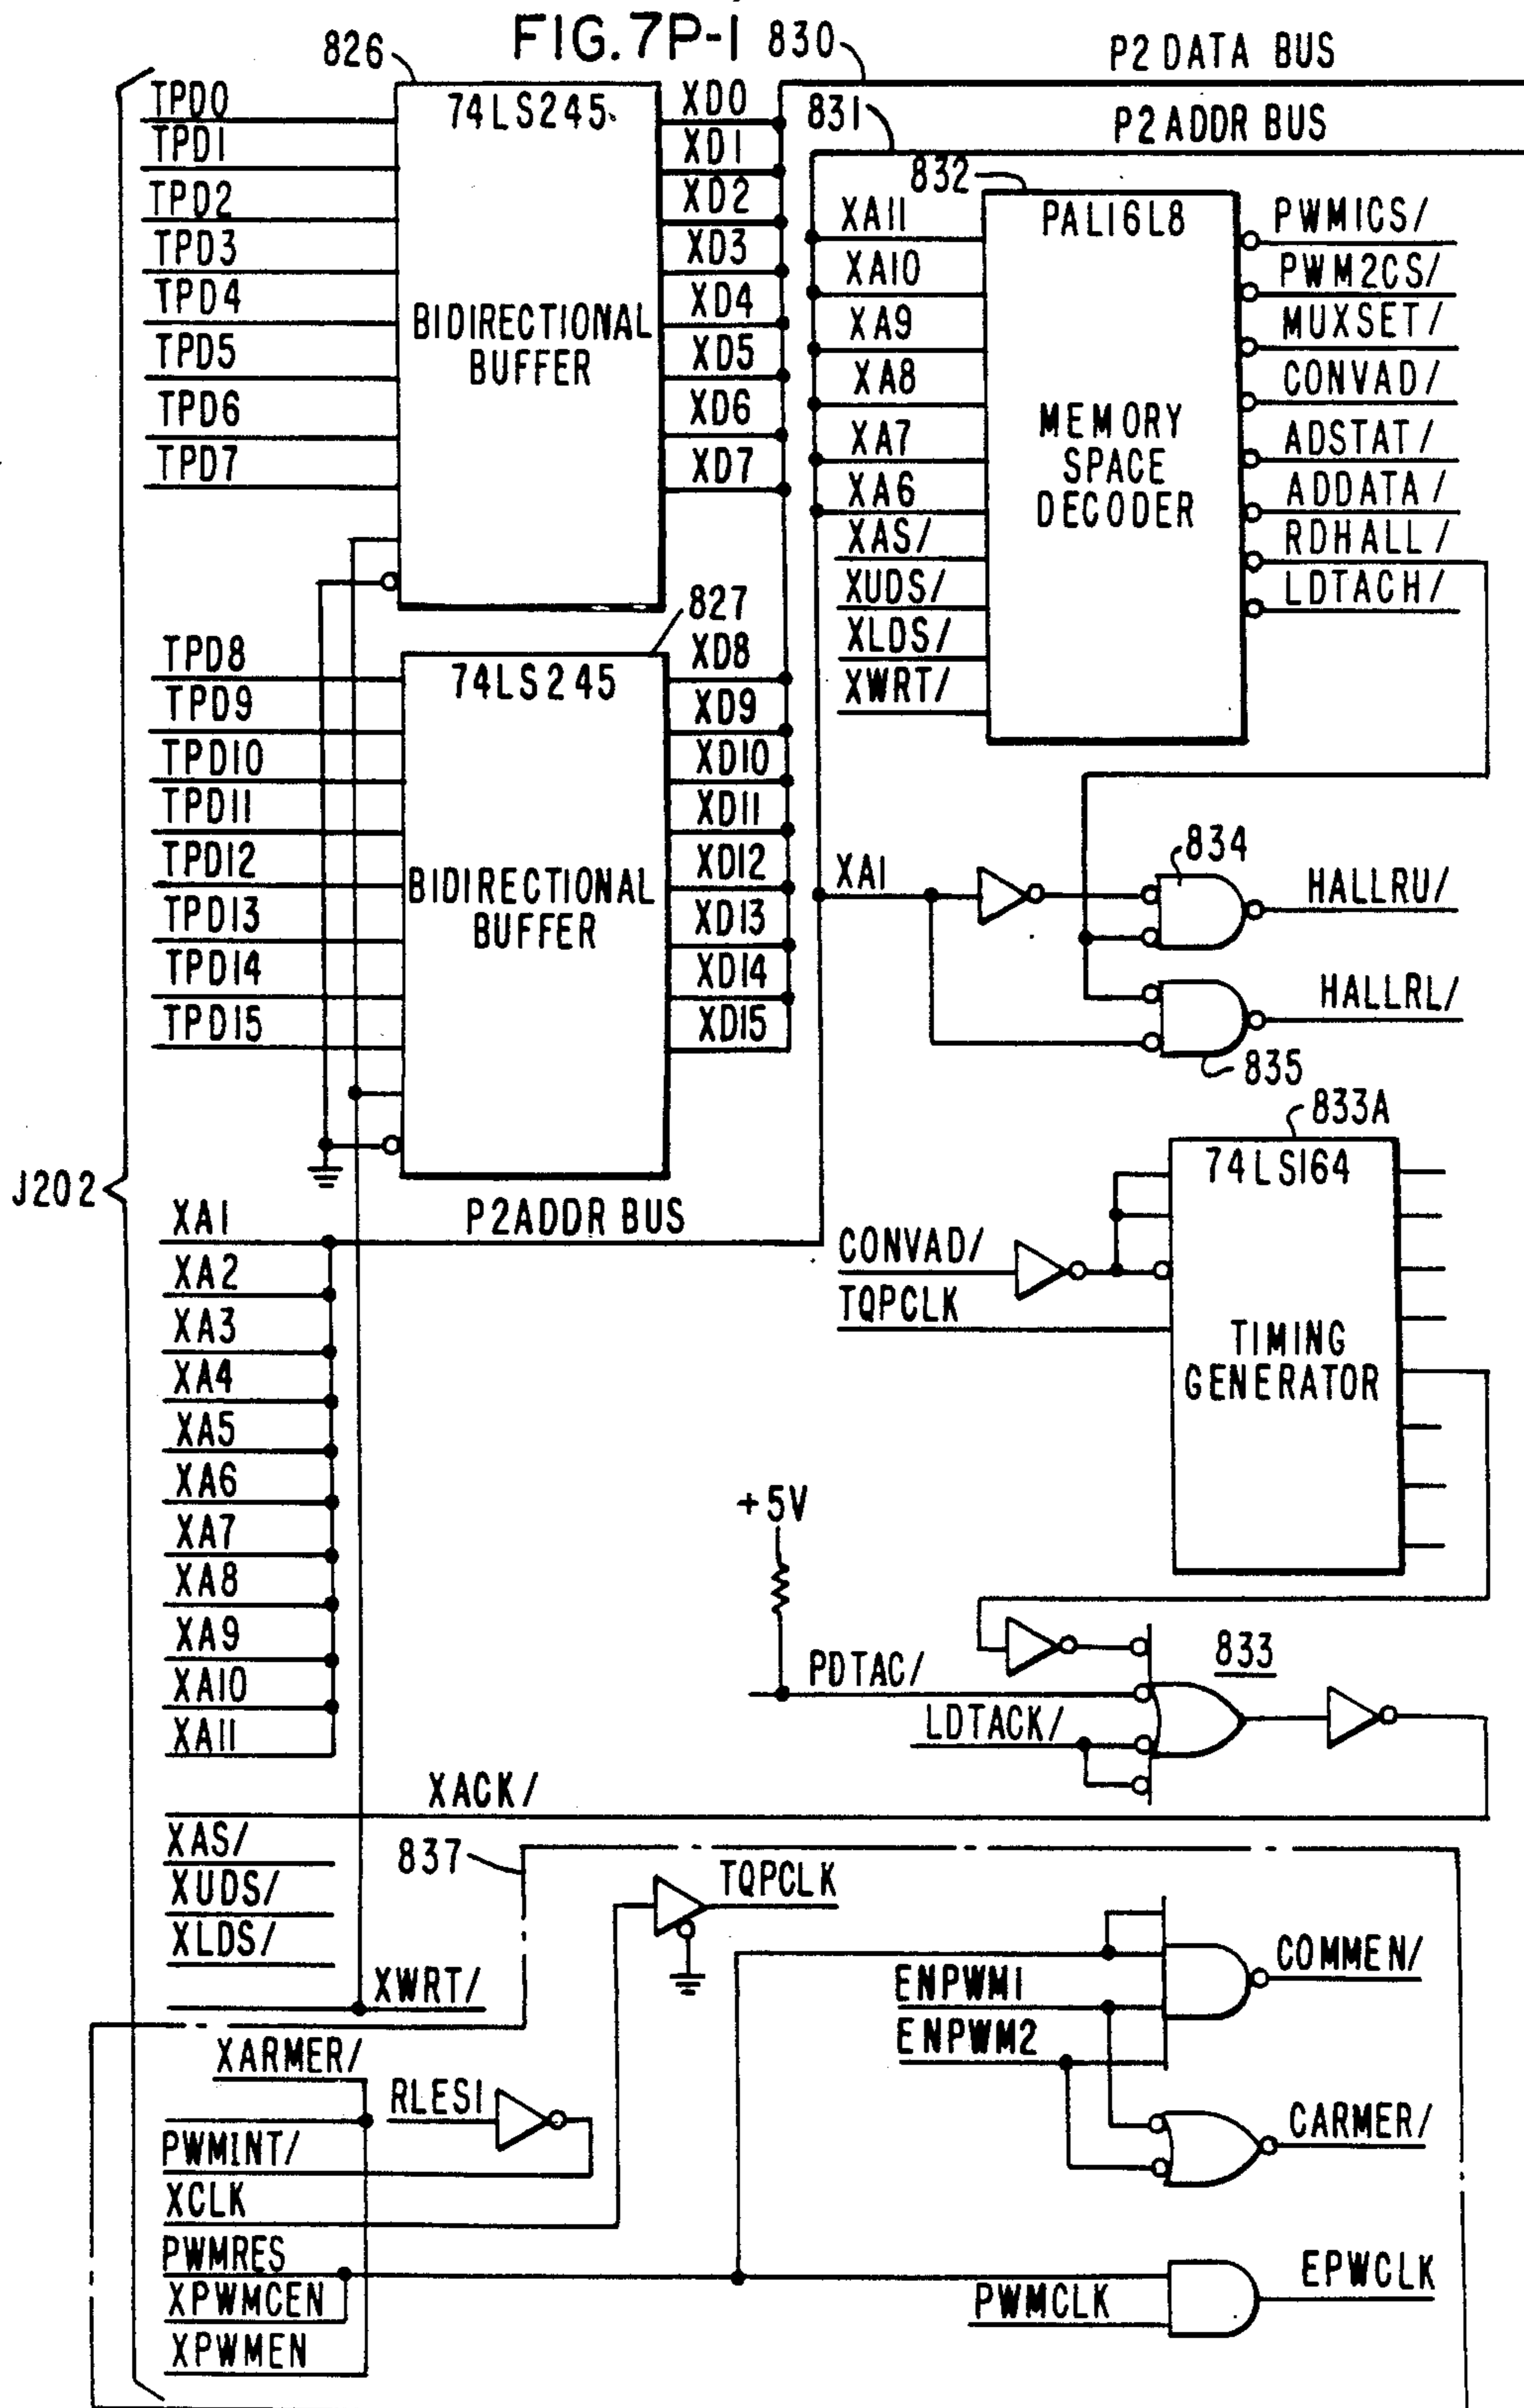 FIG.7P-1
826
830
P2 DATA BUS
831
P2 ADDR BUS
TPD0
TPD1
TPD2
TPD3
TPD4
TPD5
TPD6
TPD7
74LS245
BIDIRECTIONAL
BUFFER
XD0
XD1
XD2
XD3
XD4
XD5
XD6
XD7
832
XA11
XA10
XA9
XA8
XA7
XA6
XAS/
XUDS/
XLDS/
XWRT/
PAL16L8
MEMORY
SPACE
DECODER
PWM1CS/
PWM2CS/
MUXSET/
CONVAD/
ADSTAT/
ADDATA/
RDHALL/
LDTACH/
827
TPD8
TPD9
TPD10
TPD11
TPD12
TPD13
TPD14
TPD15
74LS245
BIDIRECTIONAL
BUFFER
XD8
XD9
XD10
XD11
XD12
XD13
XD14
XD15
XA1
834
HALLRU/
HALLRL/
835
833A
74LS164
TIMING
GENERATOR
CONVAD/
TQPCLK
J202
P2ADDR BUS
XA1
XA2
XA3
XA4
XA5
XA6
XA7
XA8
XA9
XA10
XA11
+5V
PDTAC/
LDTACK/
833
XACK/
XAS/
XUDS/
XLDS/
XWRT/
837
TQPCLK
ENPWM1
ENPWM2
COMMEN/
CARMER/
XARMER/
RLES1
PWMINT/
XCLK
PWMRES
XPWMCEN
XPWMEN
PWMCLK
EPWCLK